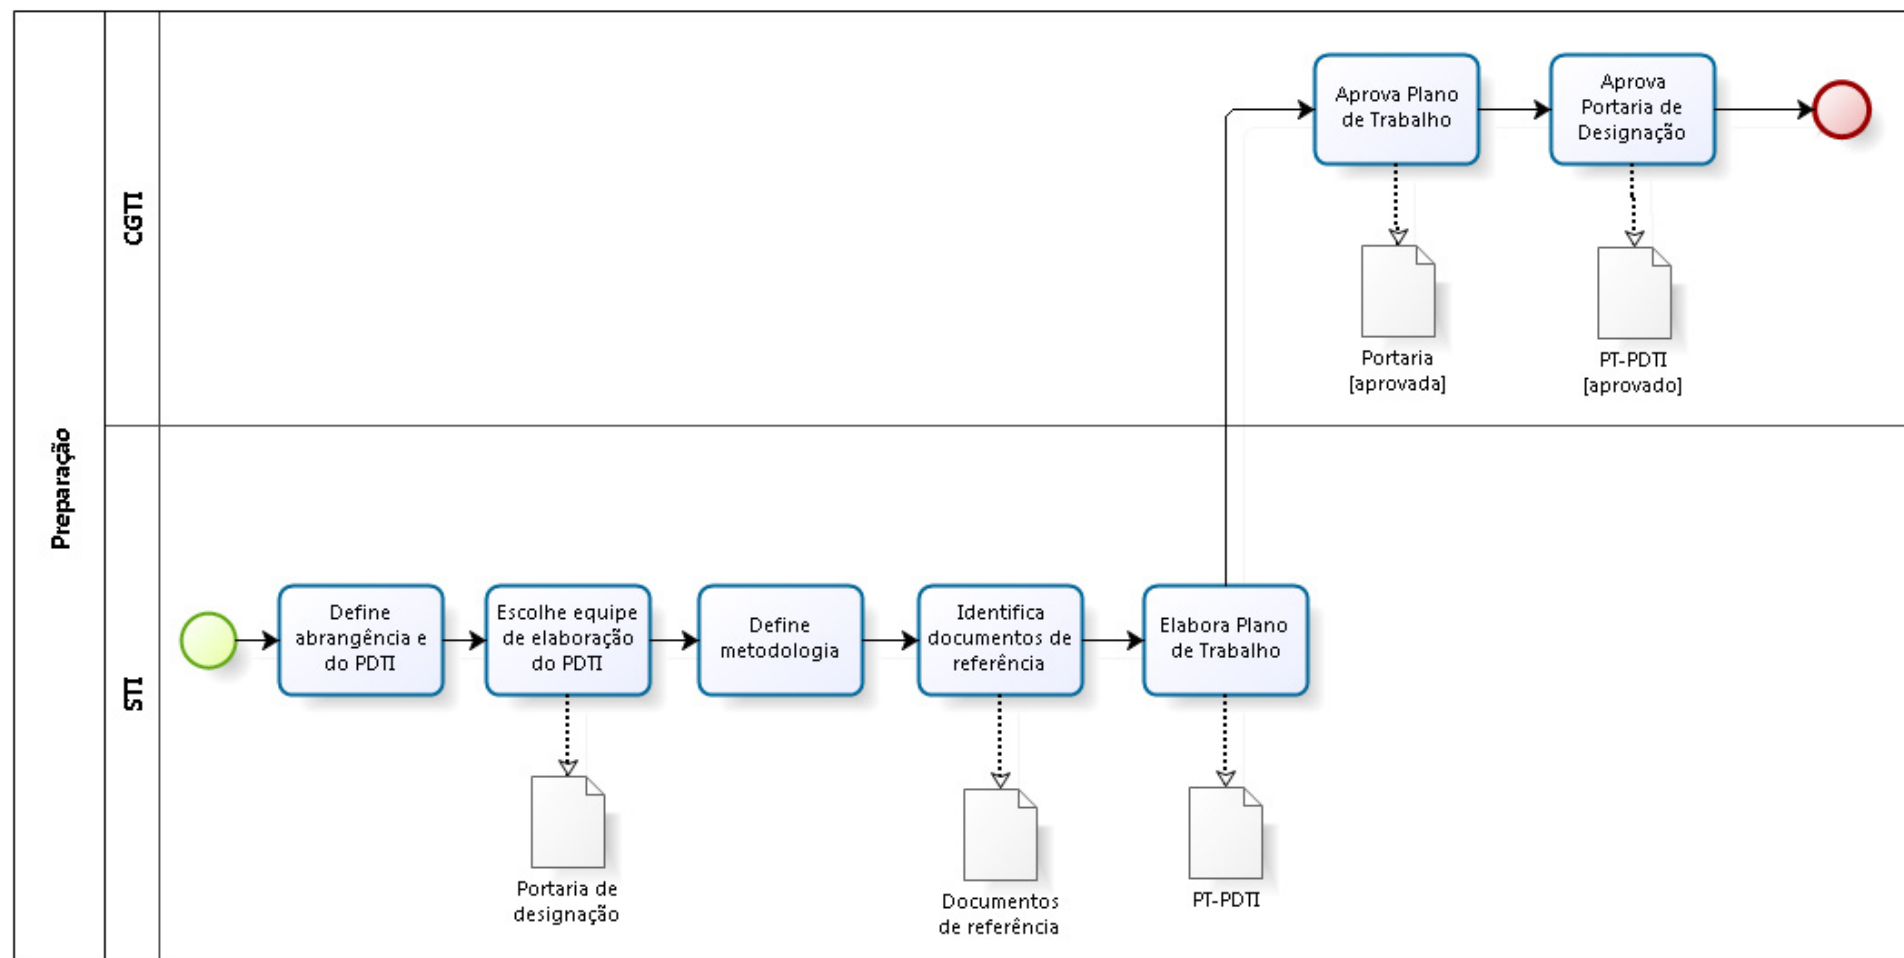 Preparação
CGTI
Aprova Plano
de Trabalho
Aprova
Portaria de
Designação
Portaria
[aprovada]
PT-PDTI
[aprovado]
STI
Define
abrangência e
do PDTI
Escolhe equipe
de elaboração
do PDTI
Define
metodologia
Identifica
documentos de
referência
Elabora Plano
de Trabalho
Portaria de
designação
Documentos
de referência
PT-PDTI